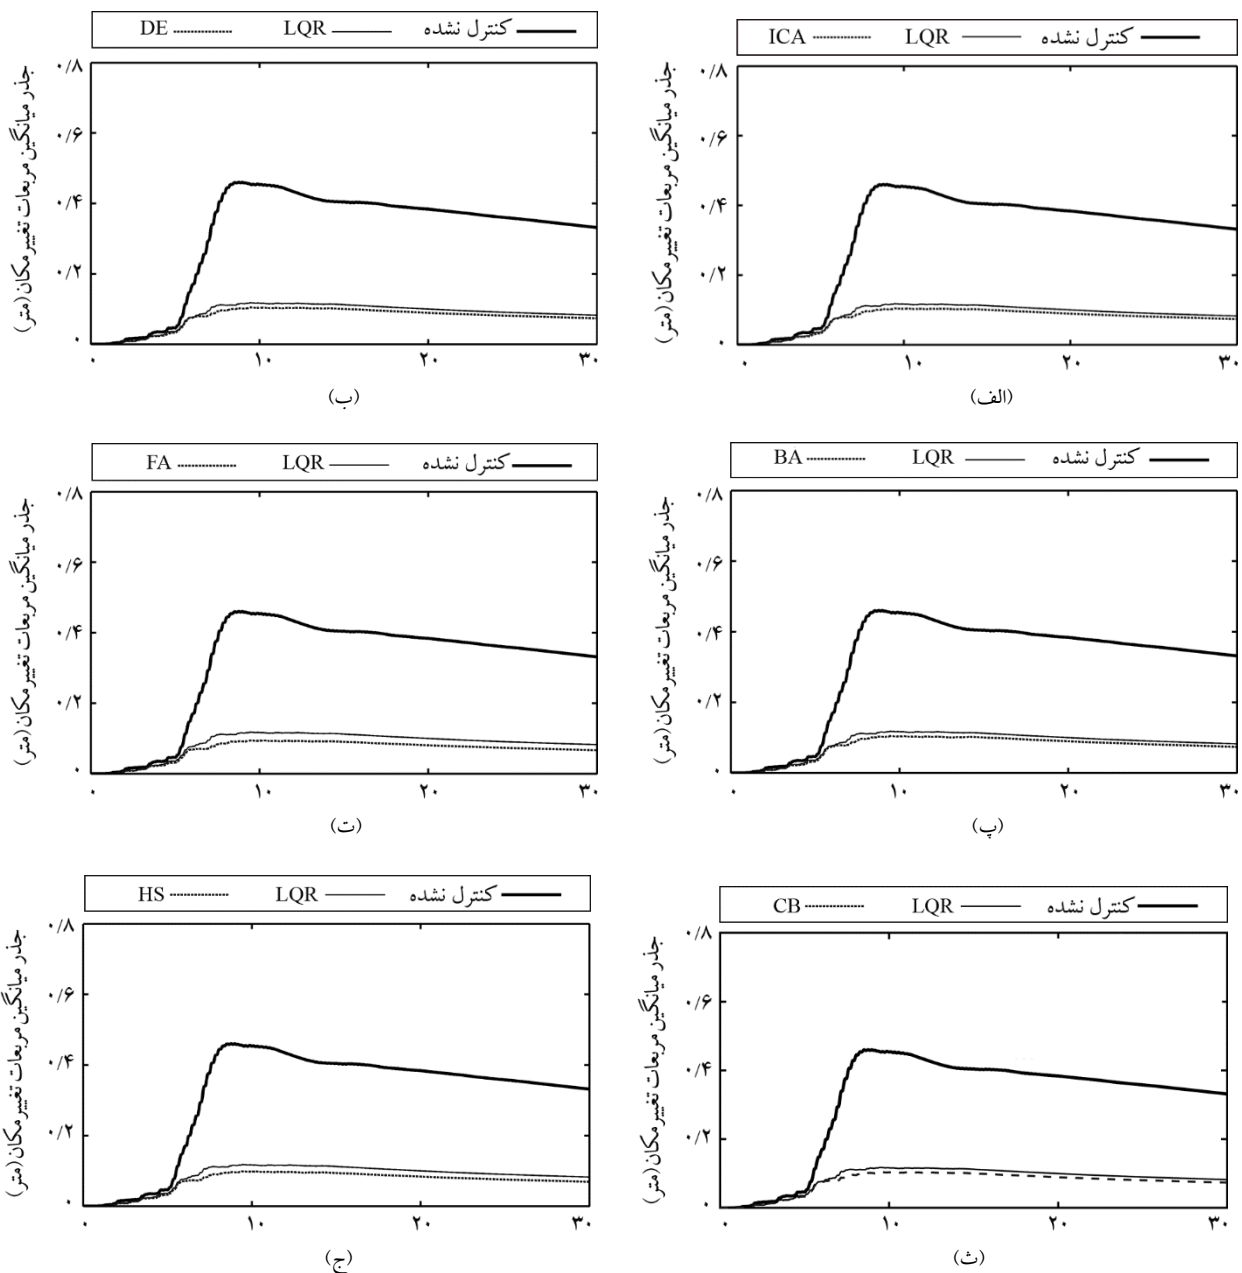 کنترل نشده LQR ICA
جذر میانگین مربعات تغییر مکان (متر)
۰/۸
۰/۶
۰/۴
۰/۲
۰
۰ ۱۰ ۲۰ ۳۰
(الف)
کنترل نشده LQR DE
جذر میانگین مربعات تغییر مکان (متر)
۰/۸
۰/۶
۰/۴
۰/۲
۰
۰ ۱۰ ۲۰ ۳۰
(ب)
کنترل نشده LQR BA
جذر میانگین مربعات تغییر مکان (متر)
۰/۸
۰/۶
۰/۴
۰/۲
۰
۰ ۱۰ ۲۰ ۳۰
(پ)
کنترل نشده LQR FA
جذر میانگین مربعات تغییر مکان (متر)
۰/۸
۰/۶
۰/۴
۰/۲
۰
۰ ۱۰ ۲۰ ۳۰
(ت)
کنترل نشده LQR CB
جذر میانگین مربعات تغییر مکان (متر)
۰/۸
۰/۶
۰/۴
۰/۲
۰
۰ ۱۰ ۲۰ ۳۰
(ث)
کنترل نشده LQR HS
جذر میانگین مربعات تغییر مکان (متر)
۰/۸
۰/۶
۰/۴
۰/۲
۰
۰ ۱۰ ۲۰ ۳۰
(ج)